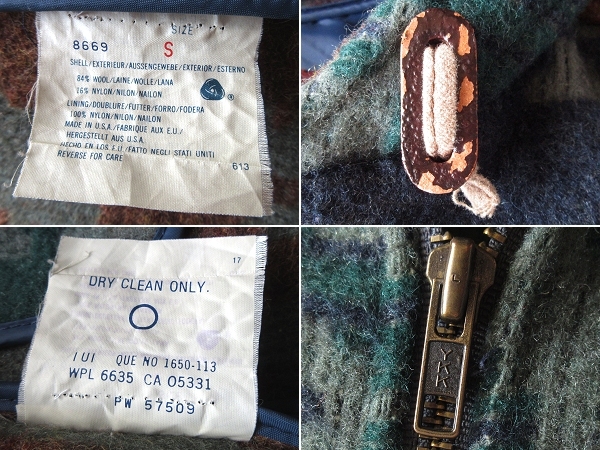 SIZE
8669 S
SHELL/EXTERIEUR/AUSSENGEWEBE/EXTERIOR/ESTERNO
84% WOOL/LAINE/WOLLE/LANA
16% NYLON/NILON/NAILON
LINING/DOUBLURE/FUTTER/FORRO/FODERA
100% NYLON/NILON/NAILON
MADE IN U.S.A./FABRIQUE AUX E.U./
HERGESTELLT AUS U.S.A.
HECHO EN LOS E.U./FATTO NEGLI STATI UNITI
REVERSE FOR CARE
613
17
DRY CLEAN ONLY.
IUI QUE NO 1650-113
WPL 6635 CA 05331
PW 57509
L
YKK